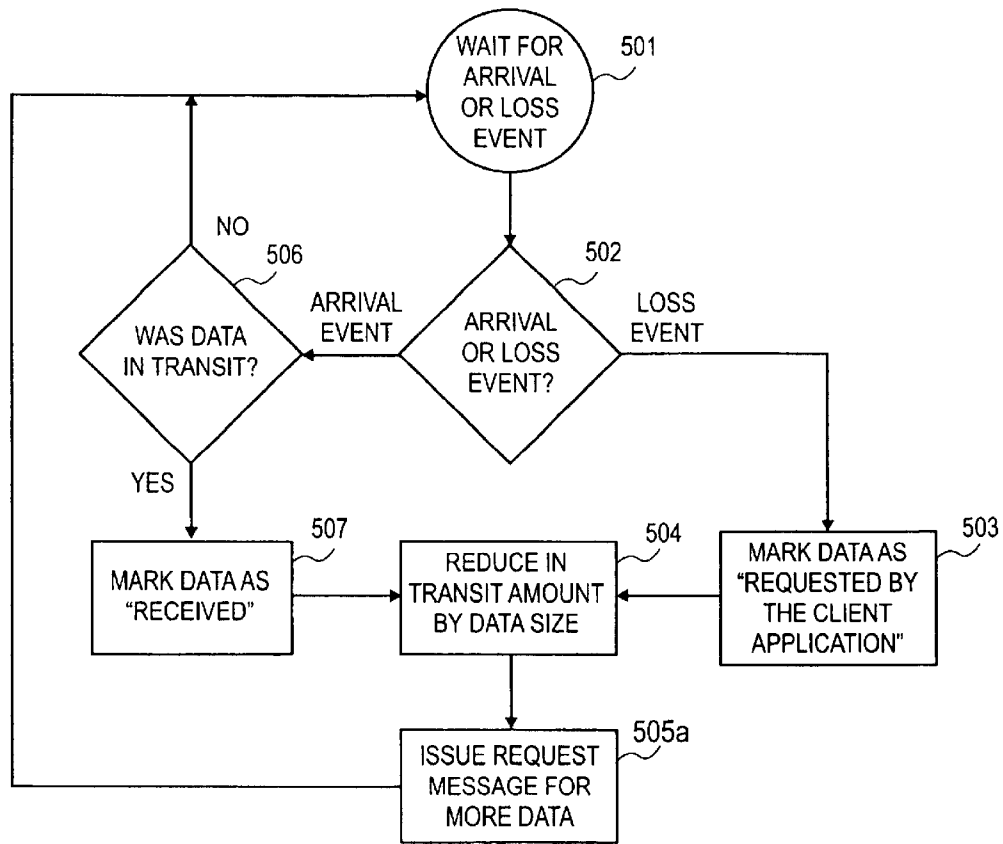 WAIT FOR
ARRIVAL
OR LOSS
EVENT
501
NO
506
502
ARRIVAL
EVENT
LOSS
EVENT
WAS DATA
IN TRANSIT?
ARRIVAL
OR LOSS
EVENT?
YES
507
504
503
MARK DATA AS
“RECEIVED”
REDUCE IN
TRANSIT AMOUNT
BY DATA SIZE
MARK DATA AS
“REQUESTED BY
THE CLIENT
APPLICATION”
505a
ISSUE REQUEST
MESSAGE FOR
MORE DATA